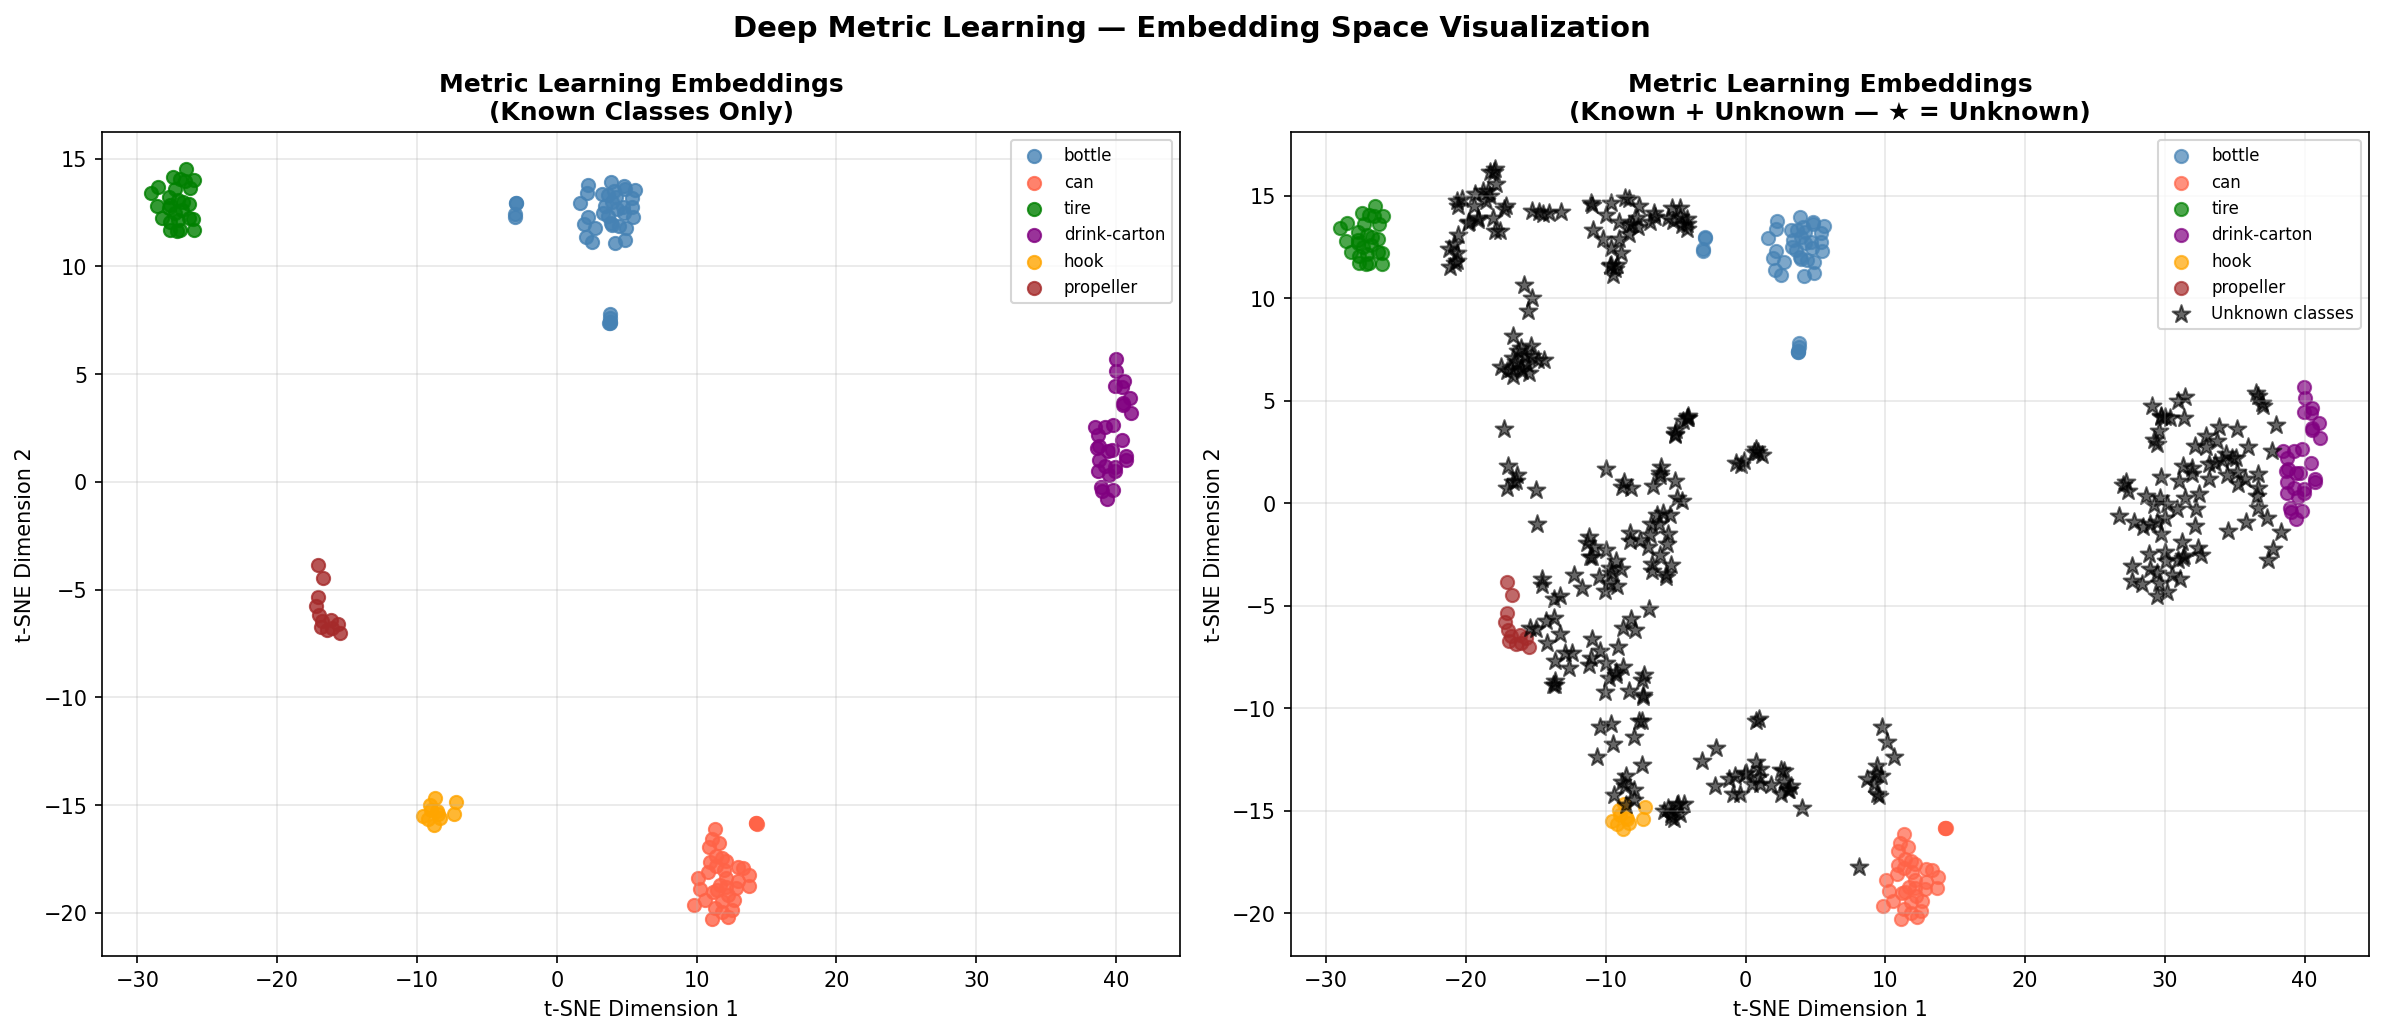 Deep Metric Learning — Embedding Space Visualization
Metric Learning Embeddings
(Known Classes Only)
bottle
can
tire
drink-carton
hook
propeller
15
10
5
0
−5
−10
−15
−20
t-SNE Dimension 2
−30
−20
−10
0
10
20
30
40
t-SNE Dimension 1
Metric Learning Embeddings
(Known + Unknown — ★ = Unknown)
bottle
can
tire
drink-carton
hook
propeller
Unknown classes
15
10
5
0
−5
−10
−15
−20
t-SNE Dimension 2
−30
−20
−10
0
10
20
30
40
t-SNE Dimension 1